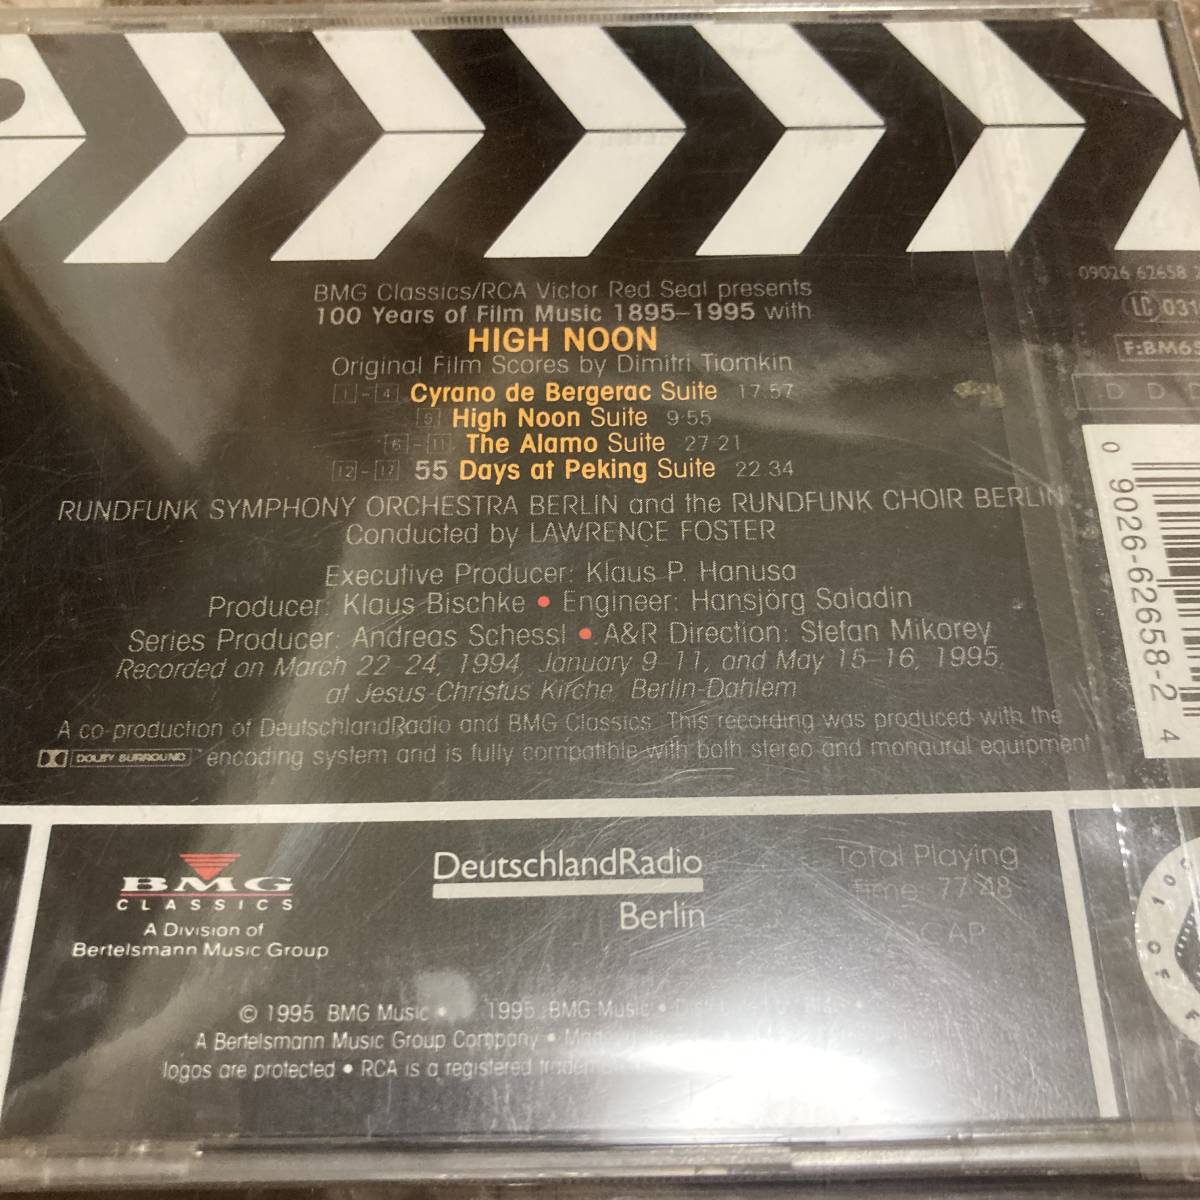 BMG Classics/RCA Victor Red Seal presents
100 Years of Film Music 1895-1995 with
HIGH NOON
Original Film Scores by Dimitri Tiomkin
1 - 4 Cyrano de Bergerac Suite 17:57
5 High Noon Suite 9:55
6 - 11 The Alamo Suite 27:21
12 - 17 55 Days at Peking Suite 22:34
RUNDFUNK SYMPHONY ORCHESTRA BERLIN and the RUNDFUNK CHOIR BERLIN
Conducted by LAWRENCE FOSTER
Executive Producer: Klaus P. Hanusa
Producer: Klaus Bischke • Engineer: Hansjörg Saladin
Series Producer: Andreas Schessl • A&R Direction: Stefan Mikorey
Recorded on March 22-24, 1994, January 9-11, and May 15-16, 1995,
at Jesus-Christus Kirche, Berlin-Dahlem
A co-production of DeutschlandRadio and BMG Classics. This recording was produced with the
DOLBY SURROUND encoding system and is fully compatible with both stereo and monaural equipment
09026 62658
LC
F:BM65
D D
0 9026-62658-2 4
BMG
CLASSICS
A Division of
Bertelsmann Music Group
DeutschlandRadio
Berlin
Total Playing
Time: 77:48
© 1995, BMG Music • 1995, BMG Music •
A Bertelsmann Music Group Company •
logos are protected • RCA is a registered
OF 100